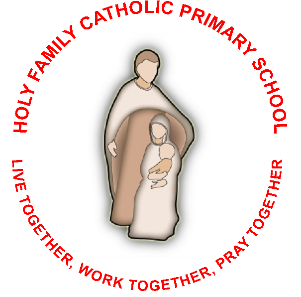 HOLY FAMILY CATHOLIC PRIMARY SCHOOL
LIVE TOGETHER, WORK TOGETHER, PRAY TOGETHER